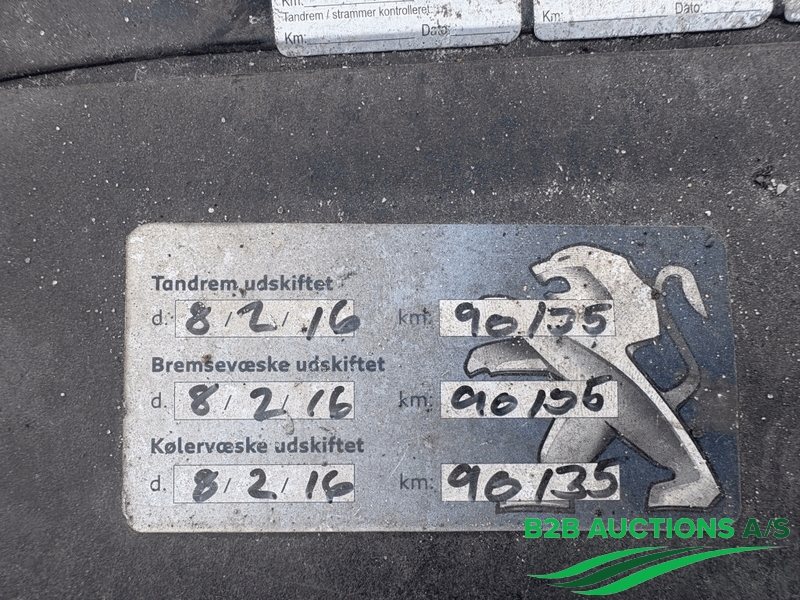 Km:
Tandrem / strammer kontrolleret:
Km: Dato:
Km: Dato:
Tandrem udskiftet
d. 8 / 2 / 16 km: 90135
Bremsevæske udskiftet
d. 8 / 2 / 16 km: 90135
Kølervæske udskiftet
d. 8 / 2 / 16 km: 90135
B2B AUCTIONS A/S